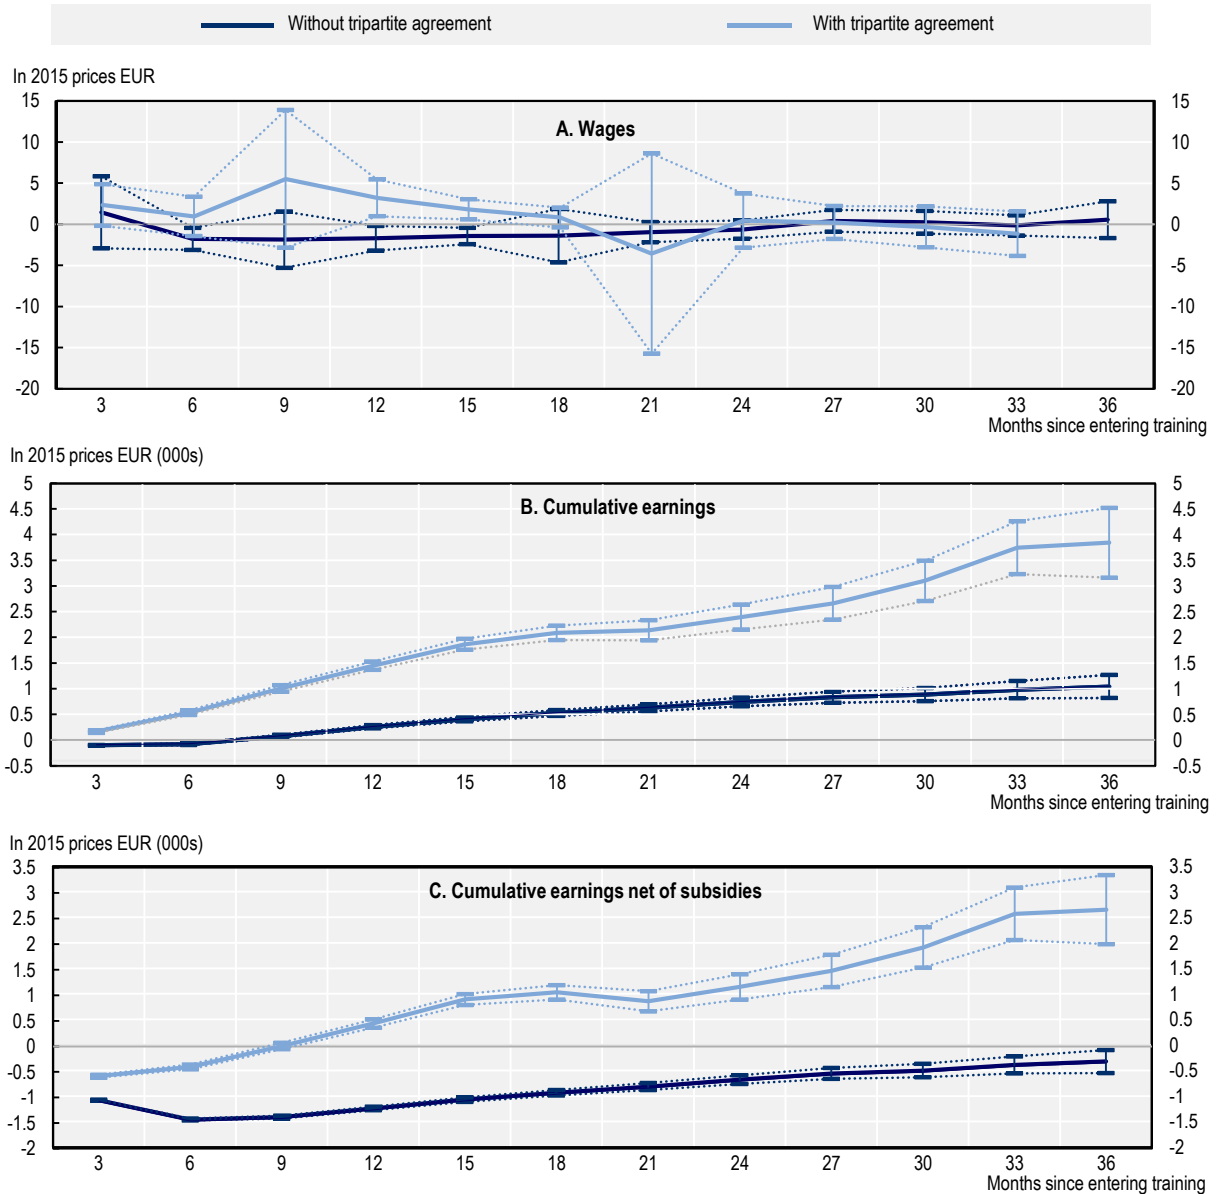 Without tripartite agreement With tripartite agreement
In 2015 prices EUR
A. Wages
15 15
10 10
5 5
0 0
-5 -5
-10 -10
-15 -15
-20 -20
3 6 9 12 15 18 21 24 27 30 33 36
Months since entering training
In 2015 prices EUR (000s)
B. Cumulative earnings
5 5
4.5 4.5
4 4
3.5 3.5
3 3
2.5 2.5
2 2
1.5 1.5
1 1
0.5 0.5
0 0
-0.5 -0.5
3 6 9 12 15 18 21 24 27 30 33 36
Months since entering training
In 2015 prices EUR (000s)
C. Cumulative earnings net of subsidies
3.5 3.5
3 3
2.5 2.5
2 2
1.5 1.5
1 1
0.5 0.5
0 0
-0.5 -0.5
-1 -1
-1.5 -1.5
-2 -2
3 6 9 12 15 18 21 24 27 30 33 36
Months since entering training